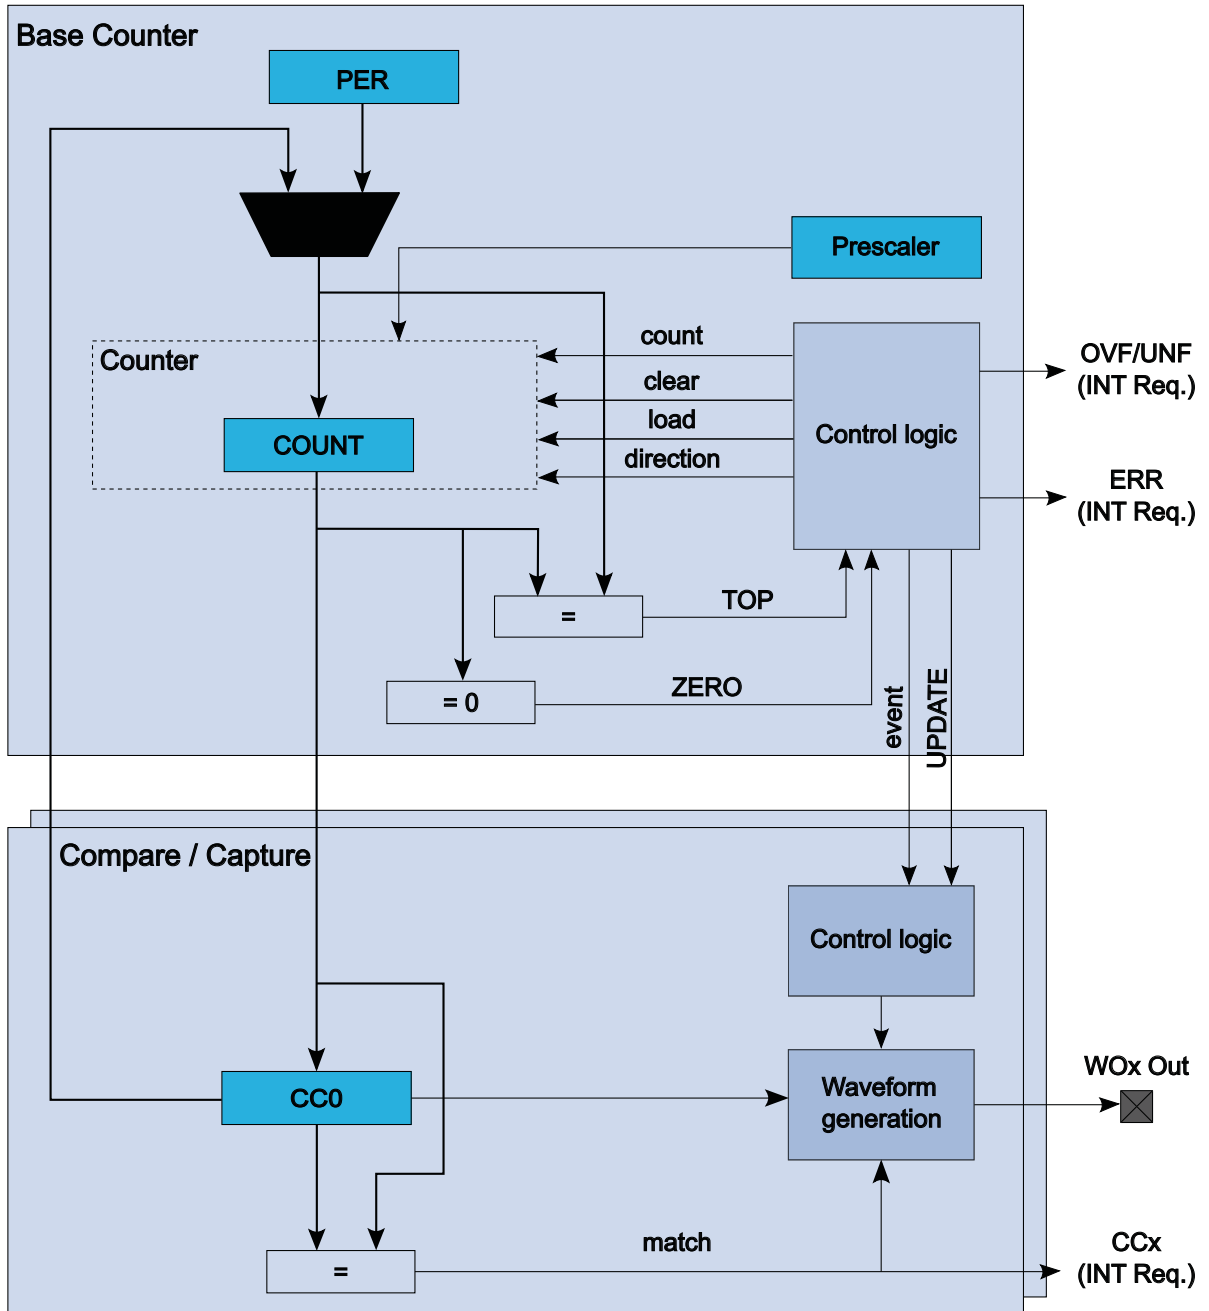 Base Counter
PER
Prescaler
Counter
count
clear
load
direction
COUNT
Control logic
OVF/UNF
(INT Req.)
ERR
(INT Req.)
=
TOP
= 0
ZERO
event
UPDATE
Compare / Capture
Control logic
CC0
Waveform
generation
WOx Out
=
match
CCx
(INT Req.)